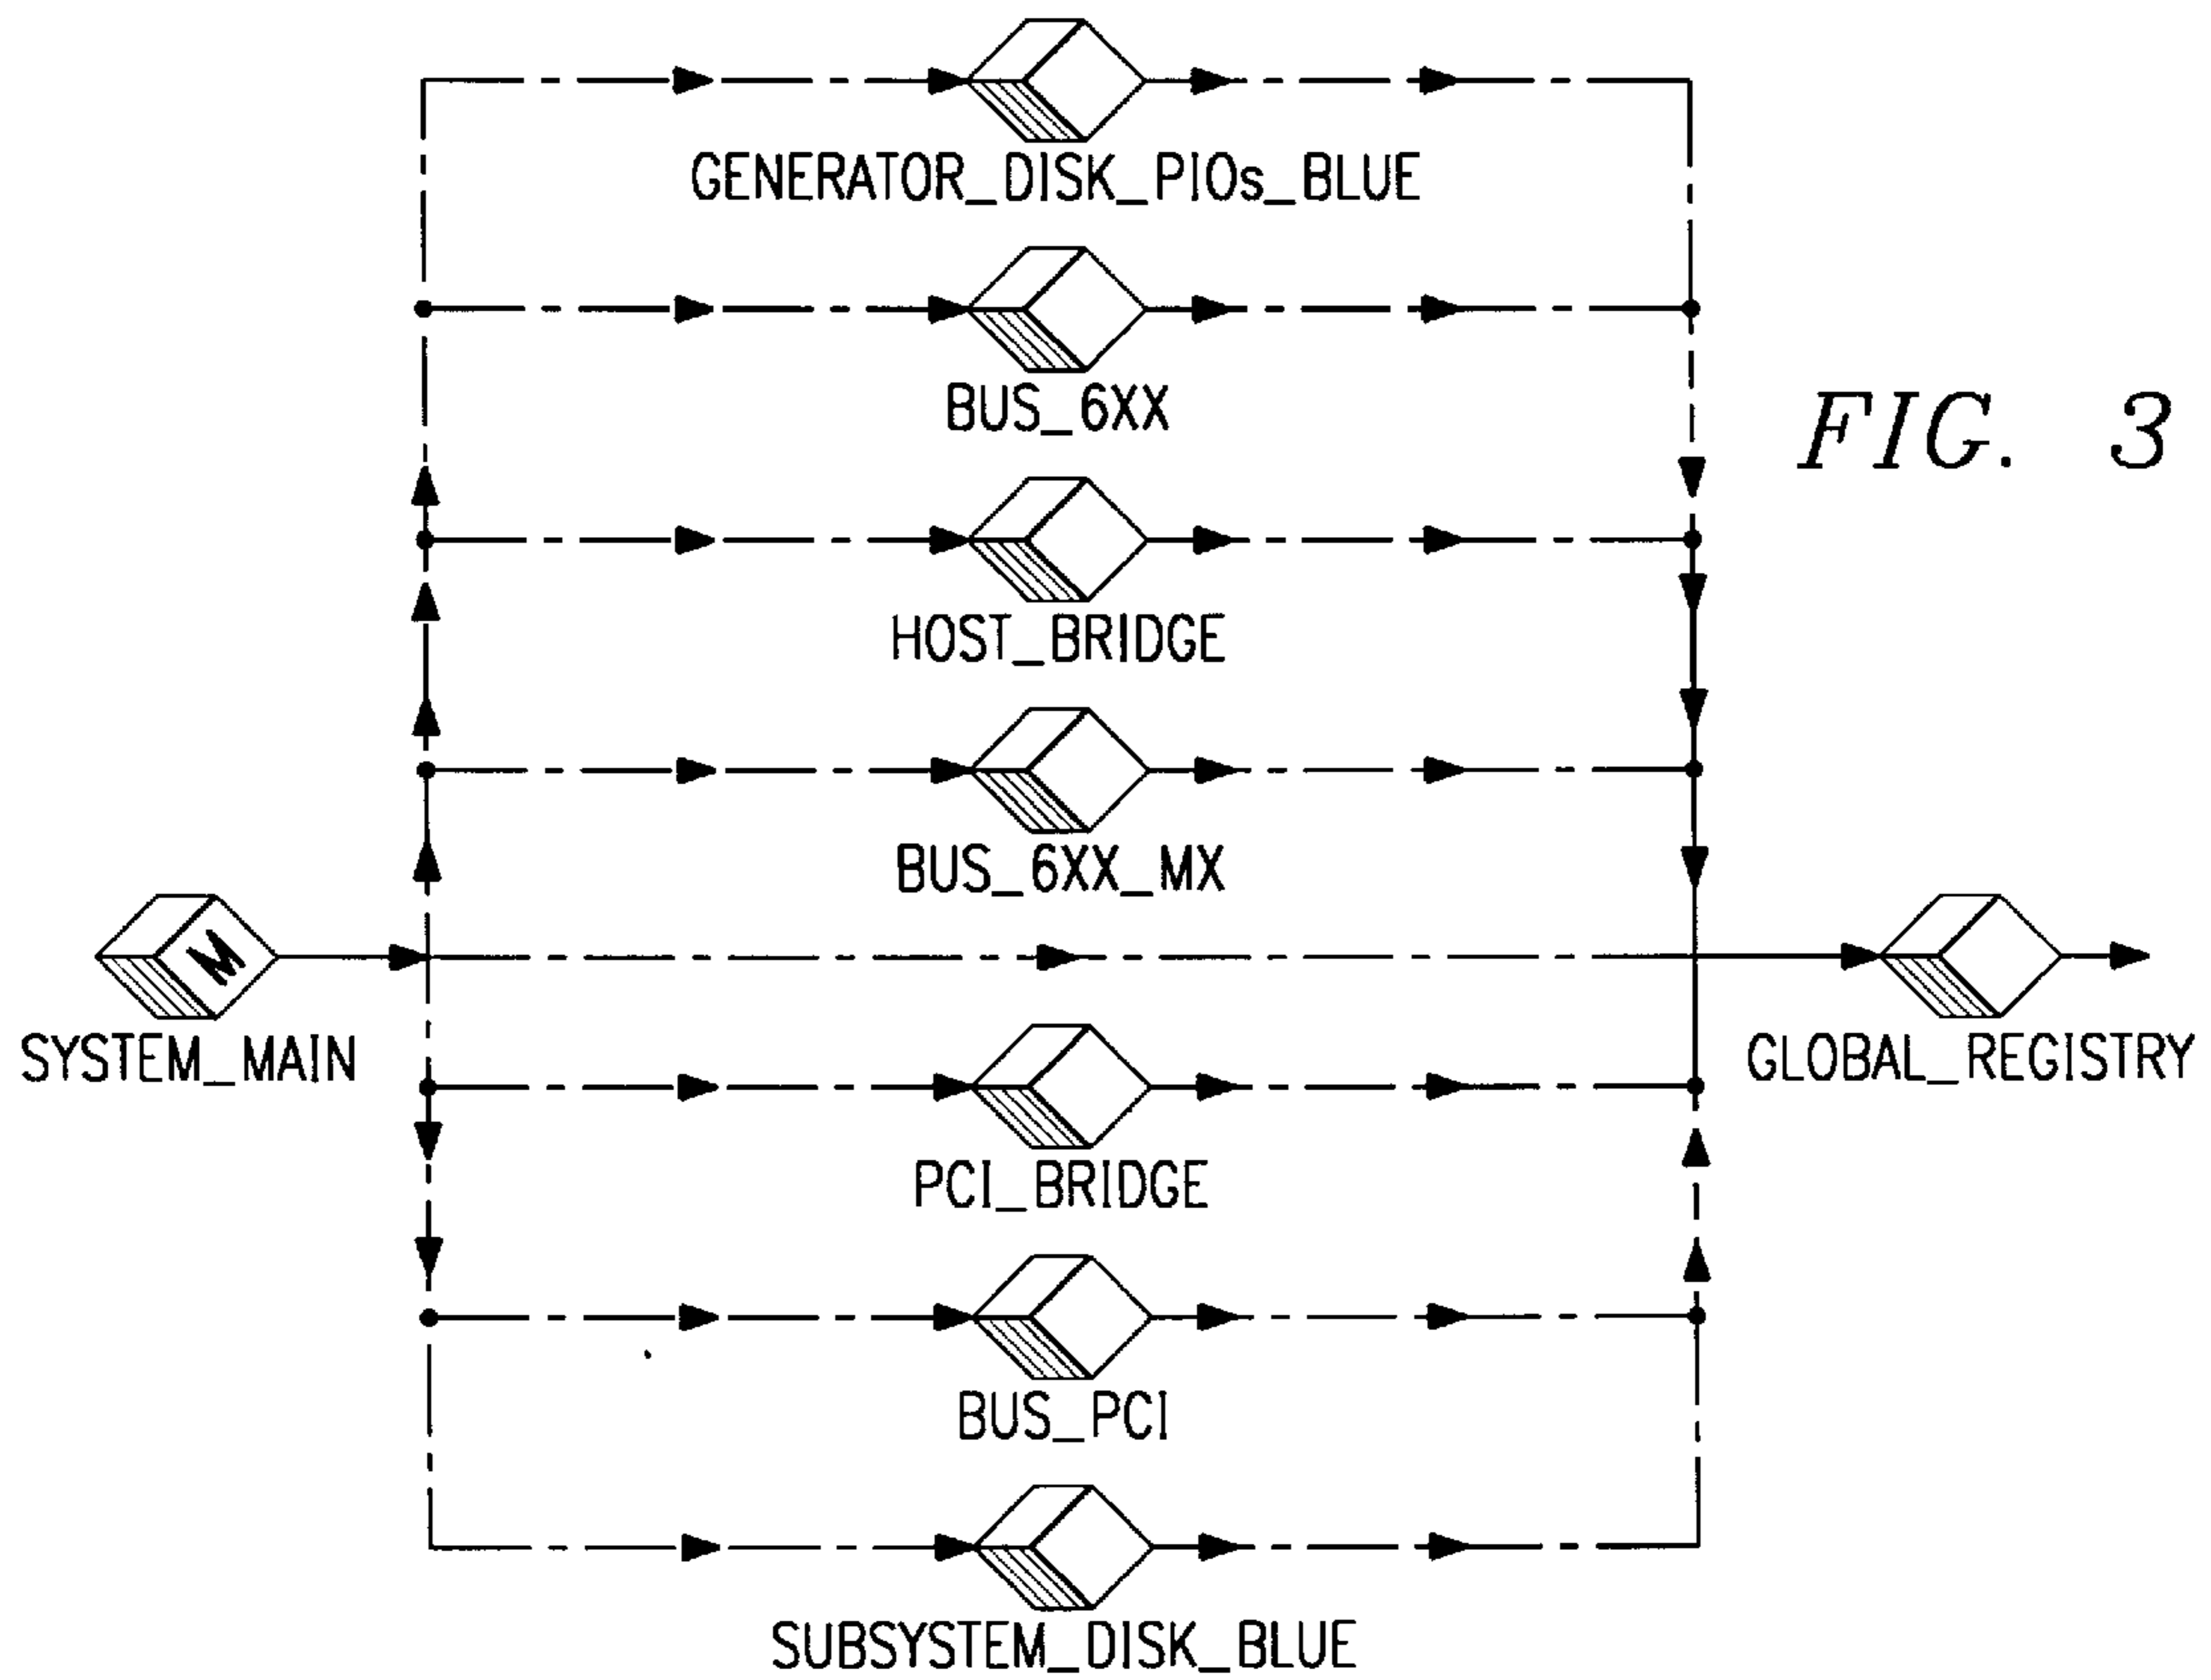 GENERATOR_DISK_PIOs_BLUE
BUS_6XX
FIG. 3
HOST_BRIDGE
BUS_6XX_MX
M
SYSTEM_MAIN
GLOBAL_REGISTRY
PCI_BRIDGE
BUS_PCI
SUBSYSTEM_DISK_BLUE